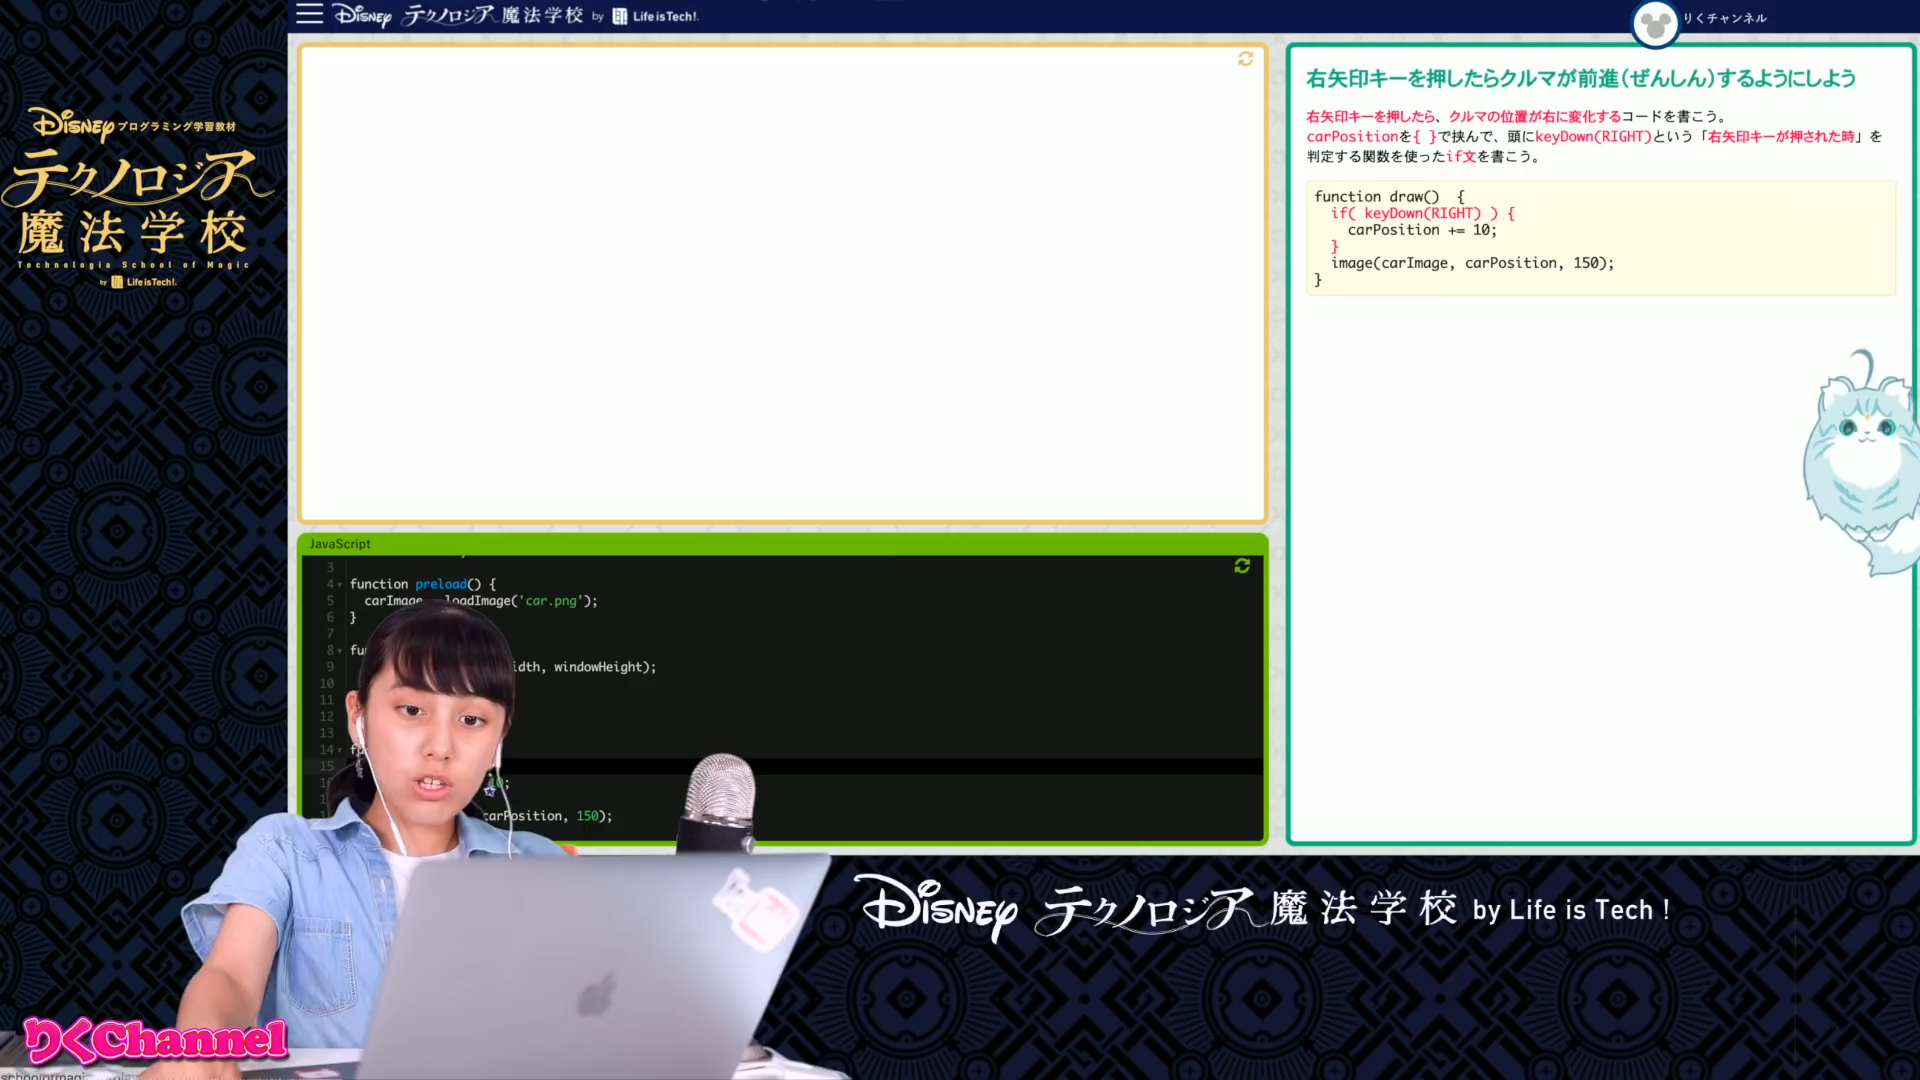 Disney テクノロジア魔法学校 by Life is Tech!.
りくチャンネル
Disney プログラミング学習教材
テクノロジア
魔法学校
Technologia School of Magic
by Life is Tech!.
右矢印キーを押したらクルマが前進（ぜんしん）するようにしよう
右矢印キーを押したら、クルマの位置が右に変化するコードを書こう。
carPositionを{ }で挟んで、頭にkeyDown(RIGHT)という「右矢印キーが押された時」を
判定する関数を使ったif文を書こう。
function draw() {
if( keyDown(RIGHT) ) {
carPosition += 10;
}
image(carImage, carPosition, 150);
}
JavaScript
3
4 function preload() {
5 carImage loadImage('car.png');
6 }
7
8 fu
9 idth, windowHeight);
10
11
12
13
14
15
10;
carPosition, 150);
Disney テクノロジア魔法学校 by Life is Tech !
りくChannel